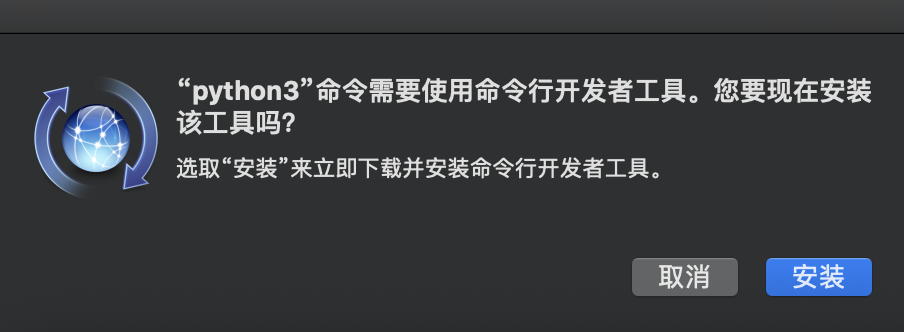 “python3”命令需要使用命令行开发者工具。您要现在安装
该工具吗?
选取“安装”来立即下载并安装命令行开发者工具。
取消
安装